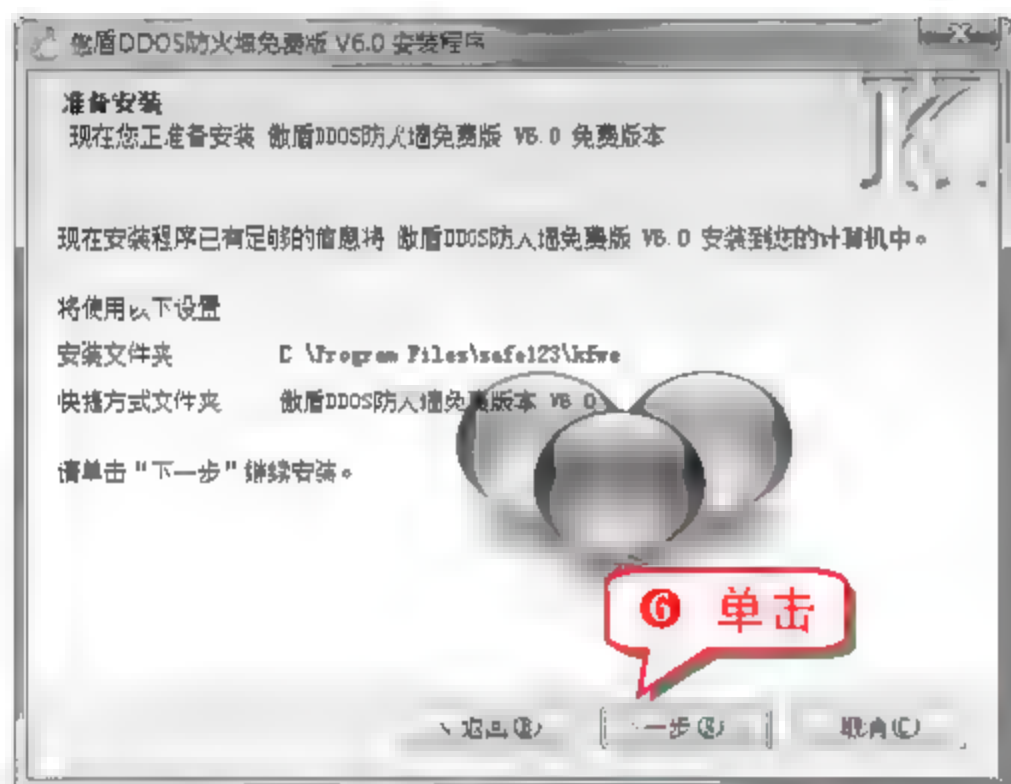 傲盾DDOS防火墙免费版 V6.0 安装程序
准备安装
现在您正准备安装 傲盾DDOS防火墙免费版 V6.0 免费版本
现在安装程序已有足够的信息将 傲盾DDOS防火墙免费版 V6.0 安装到您的计算机中。
将使用以下设置
安装文件夹 C \Program Files\safe123\kfwe
快捷方式文件夹 傲盾DDOS防火墙免费版本 V6 0
请单击"下一步"继续安装。
❻ 单击
返回(B) 一步(N) 取消(C)